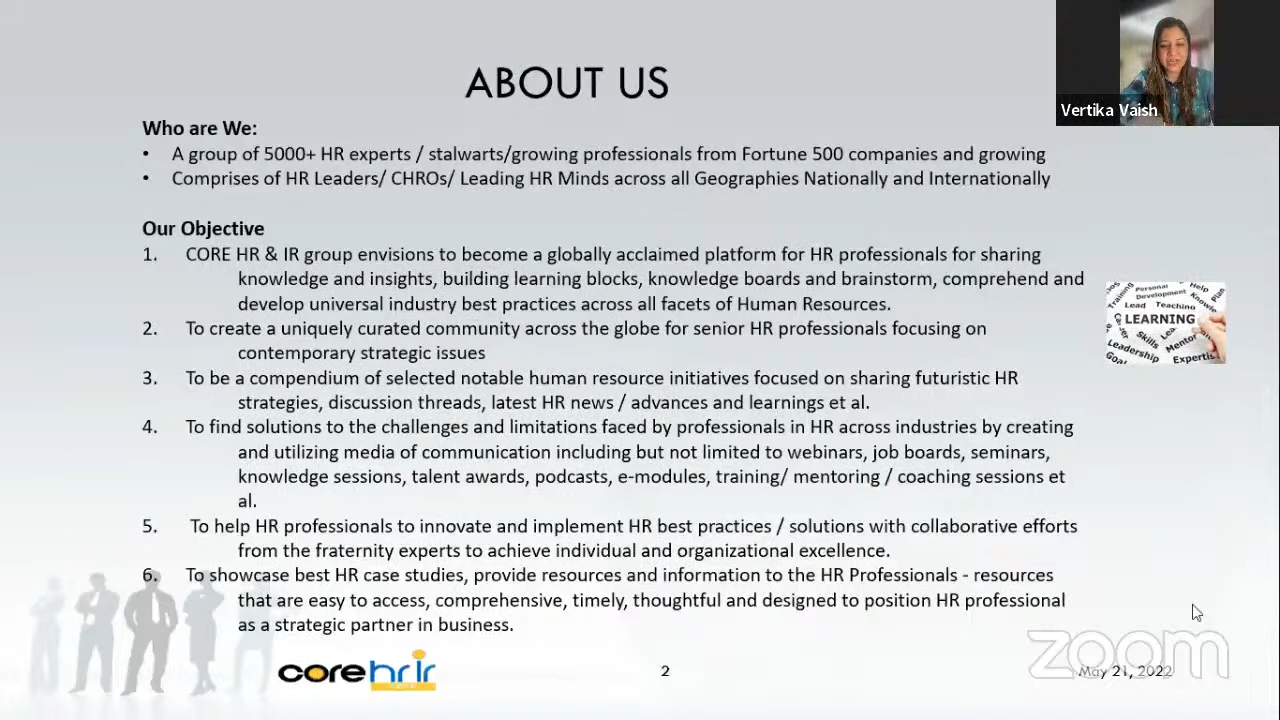 ABOUT US
Vertika Vaish
Who are We:
• A group of 5000+ HR experts / stalwarts/growing professionals from Fortune 500 companies and growing
• Comprises of HR Leaders/ CHROs/ Leading HR Minds across all Geographies Nationally and Internationally
Our Objective
1. CORE HR & IR group envisions to become a globally acclaimed platform for HR professionals for sharing
knowledge and insights, building learning blocks, knowledge boards and brainstorm, comprehend and
develop universal industry best practices across all facets of Human Resources.
2. To create a uniquely curated community across the globe for senior HR professionals focusing on
contemporary strategic issues
3. To be a compendium of selected notable human resource initiatives focused on sharing futuristic HR
strategies, discussion threads, latest HR news / advances and learnings et al.
4. To find solutions to the challenges and limitations faced by professionals in HR across industries by creating
and utilizing media of communication including but not limited to webinars, job boards, seminars,
knowledge sessions, talent awards, podcasts, e-modules, training/ mentoring / coaching sessions et
al.
5. To help HR professionals to innovate and implement HR best practices / solutions with collaborative efforts
from the fraternity experts to achieve individual and organizational excellence.
6. To showcase best HR case studies, provide resources and information to the HR Professionals - resources
that are easy to access, comprehensive, timely, thoughtful and designed to position HR professional
as a strategic partner in business.
Training Personal Help
Development
Lead Teaching
LEARNING
Skills
Mentor
Leadership
corehrir
2
May 21, 2022
zoom